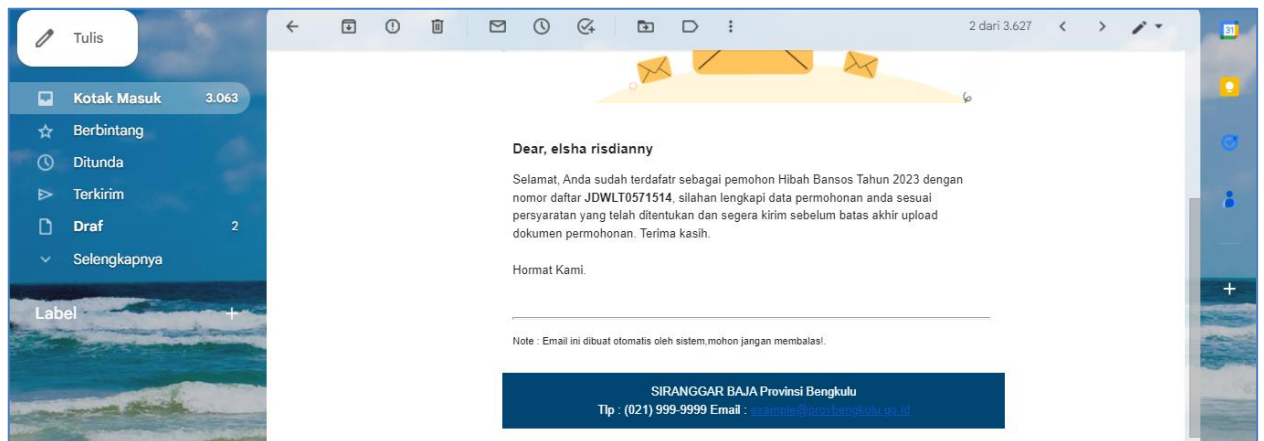 Tulis
2 dari 3.627
31
Kotak Masuk 3.063
Berbintang
Ditunda
Terkirim
Draf 2
Selengkapnya
Label
Dear, elsha risdianny
Selamat, Anda sudah terdafatr sebagai pemohon Hibah Bansos Tahun 2023 dengan
nomor daftar JDWLT0571514, silahan lengkapi data permohonan anda sesuai
persyaratan yang telah ditentukan dan segera kirim sebelum batas akhir upload
dokumen permohonan. Terima kasih.
Hormat Kami.
Note : Email ini dibuat otomatis oleh sistem,mohon jangan membalas!.
SIRANGGAR BAJA Provinsi Bengkulu
Tlp : (021) 999-9999 Email : example@provbengkulu.go.id